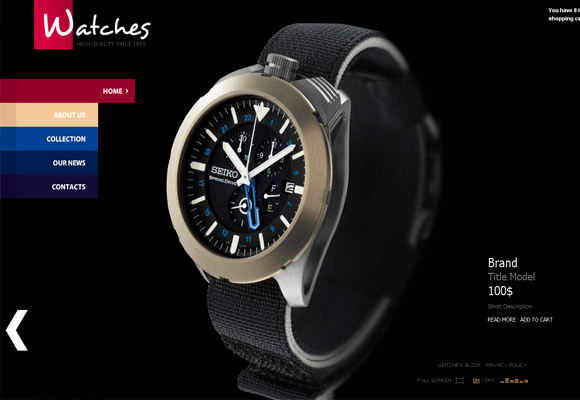 Watches
HIGH QUALITY SINCE 1895
You have 0
shopping ca
HOME
ABOUT US
COLLECTION
OUR NEWS
CONTACTS
SEIKO
SPRING DRIVE
Brand
Title Model
100$
Short Description
READ MORE ADD TO CART
WATCHES © 2011 PRIVACY POLICY
FULL SCREEN ON / OFF